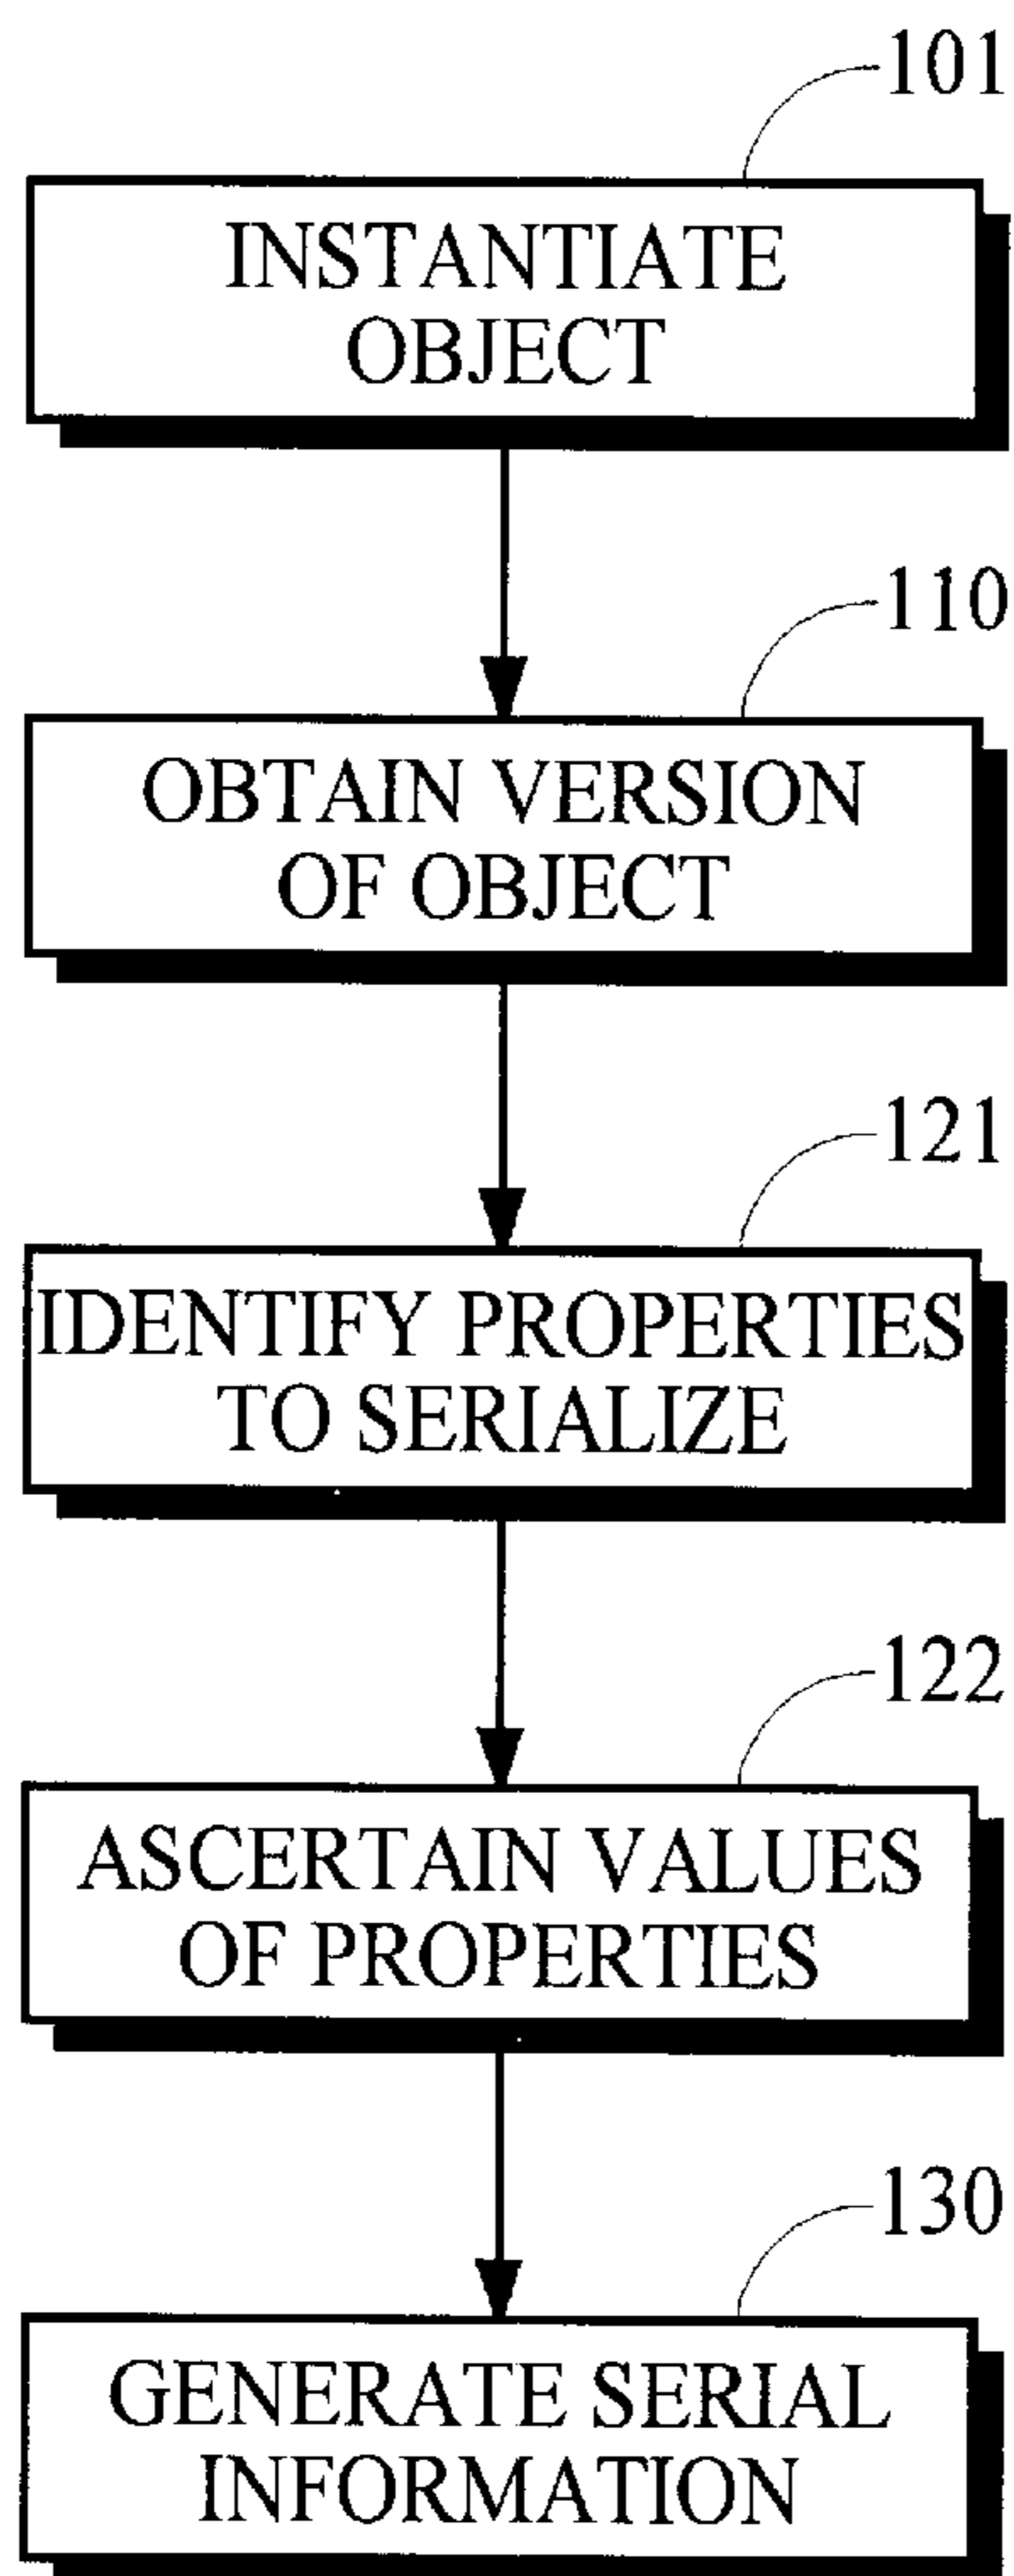 101
INSTANTIATE
OBJECT
110
OBTAIN VERSION
OF OBJECT
121
IDENTIFY PROPERTIES
TO SERIALIZE
122
ASCERTAIN VALUES
OF PROPERTIES
130
GENERATE SERIAL
INFORMATION